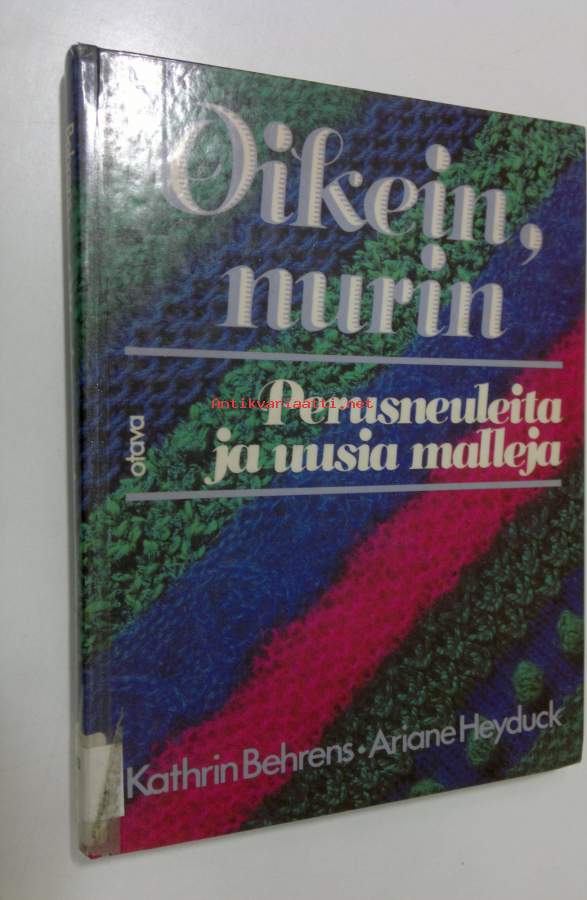 Oikein,
nurin
Perusneuleita
ja uusia malleja
otava
Kathrin Behrens • Ariane Heyduck
Antikvariaatti.net